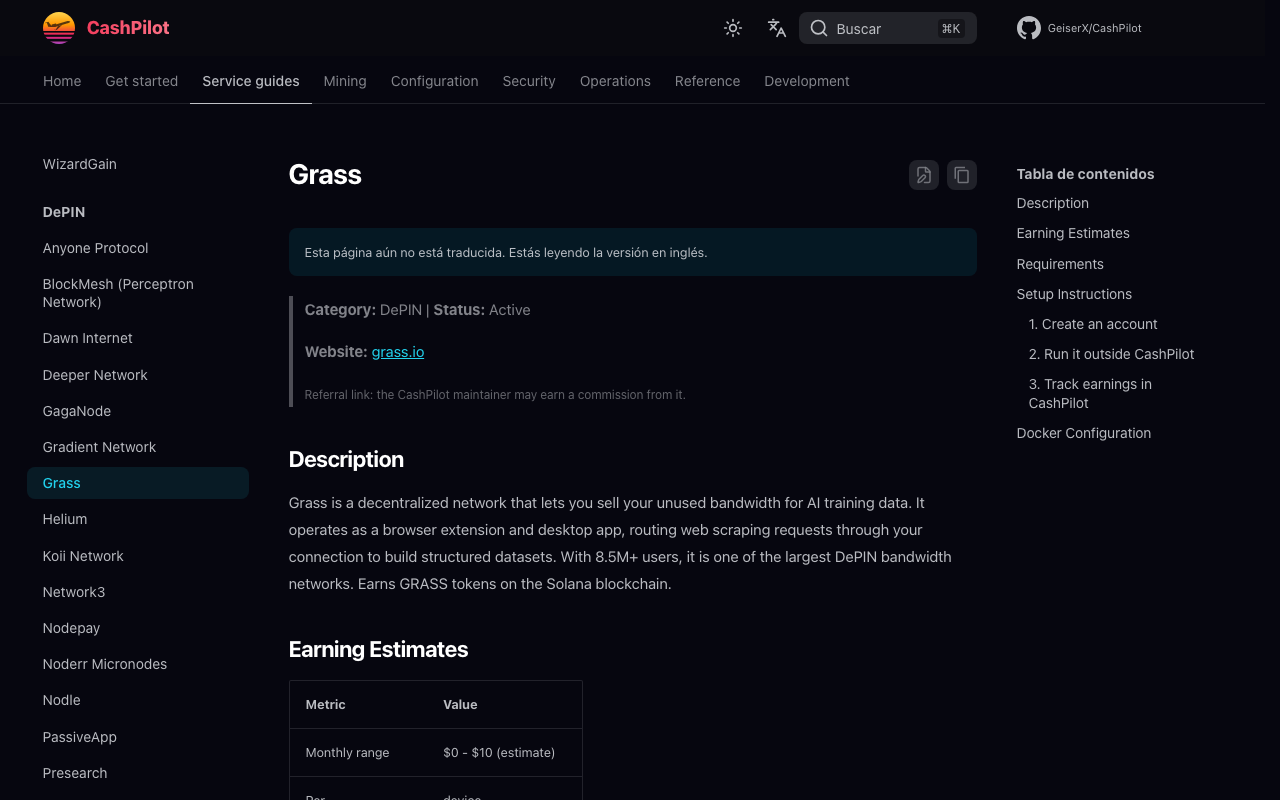 CashPilot
Buscar
⌘K
GeiserX/CashPilot
Home
Get started
Service guides
Mining
Configuration
Security
Operations
Reference
Development
WizardGain
DePIN
Anyone Protocol
BlockMesh (Perceptron
Network)
Dawn Internet
Deeper Network
GagaNode
Gradient Network
Grass
Helium
Koii Network
Network3
Nodepay
Noderr Micronodes
Nodle
PassiveApp
Presearch
Grass
Esta página aún no está traducida. Estás leyendo la versión en inglés.
Category: DePIN | Status: Active
Website: grass.io
Referral link: the CashPilot maintainer may earn a commission from it.
Description
Grass is a decentralized network that lets you sell your unused bandwidth for AI training data. It
operates as a browser extension and desktop app, routing web scraping requests through your
connection to build structured datasets. With 8.5M+ users, it is one of the largest DePIN bandwidth
networks. Earns GRASS tokens on the Solana blockchain.
Earning Estimates
Metric Value
Monthly range $0 - $10 (estimate)
Per device
Tabla de contenidos
Description
Earning Estimates
Requirements
Setup Instructions
1. Create an account
2. Run it outside CashPilot
3. Track earnings in
CashPilot
Docker Configuration